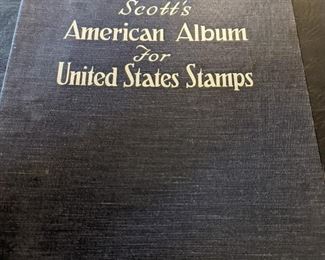 Scott's
American Album
For
United States Stamps